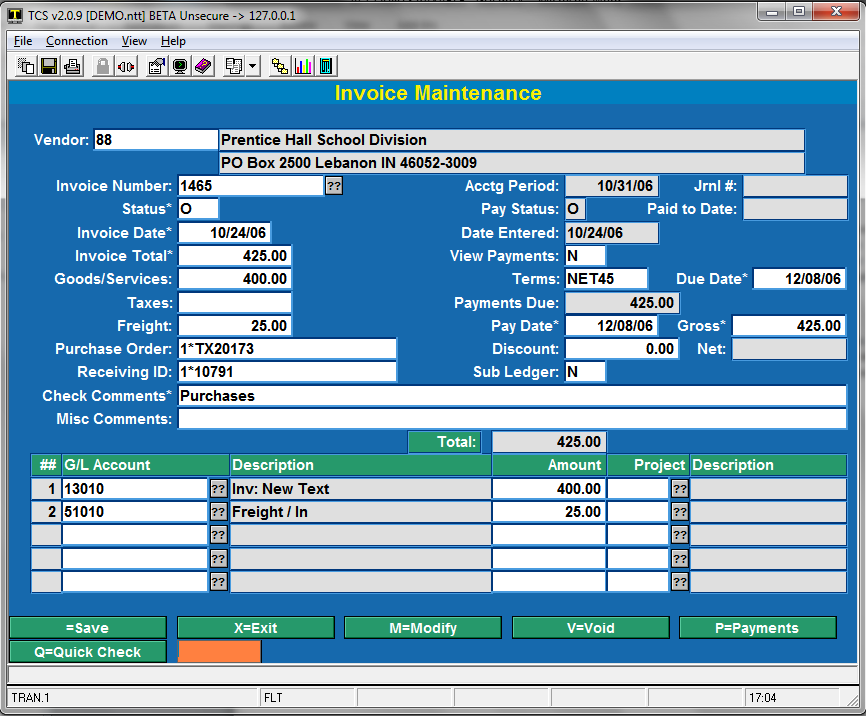 TCS v2.0.9 [DEMO.ntt] BETA Unsecure -> 127.0.0.1
File Connection View Help
Invoice Maintenance
Vendor: 88 Prentice Hall School Division
PO Box 2500 Lebanon IN 46052-3009
Invoice Number: 1465 ?? Acctg Period: 10/31/06 Jrnl #:
Status* O Pay Status: O Paid to Date:
Invoice Date* 10/24/06 Date Entered: 10/24/06
Invoice Total* 425.00 View Payments: N
Goods/Services: 400.00 Terms: NET45 Due Date* 12/08/06
Taxes: Payments Due: 425.00
Freight: 25.00 Pay Date* 12/08/06 Gross* 425.00
Purchase Order: 1*TX20173 Discount: 0.00 Net:
Receiving ID: 1*10791 Sub Ledger: N
Check Comments* Purchases
Misc Comments:
Total: 425.00
## G/L Account Description Amount Project Description
1 13010 ?? Inv: New Text 400.00 ??
2 51010 ?? Freight / In 25.00 ??
?? ??
?? ??
?? ??
=Save X=Exit M=Modify V=Void P=Payments
Q=Quick Check
TRAN.1 FLT 17:04